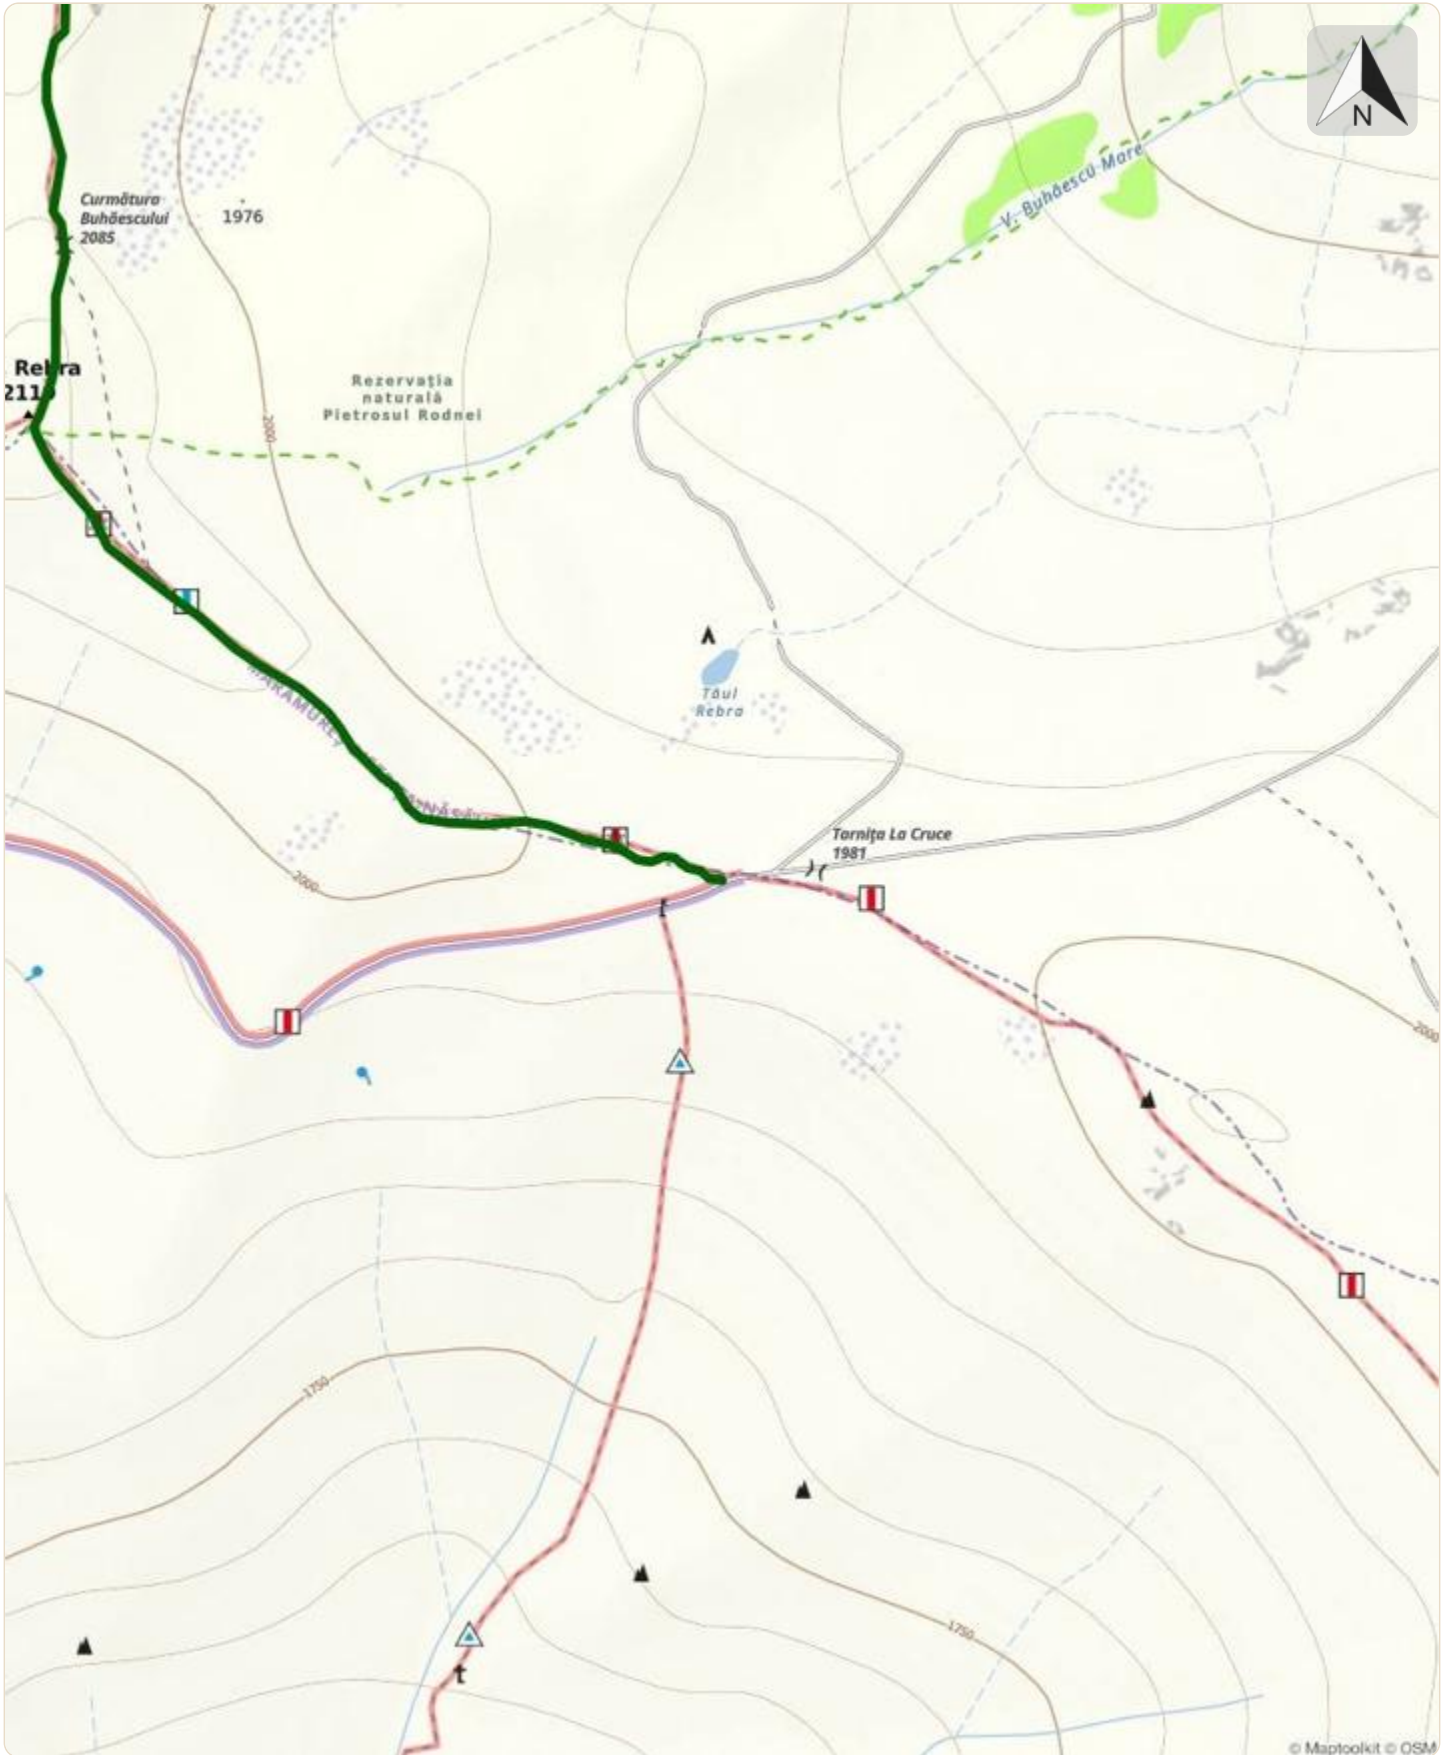 N
V. Buhăescu Mare
Curmătura
Buhăescului
2085
1976
Rebra
Rezervația
naturală
Pietrosul Rodnei
2000
Tăul
Rebra
Tarnița La Cruce
1981
2000
2000
1750
1750
© Maptoolkit © OSM